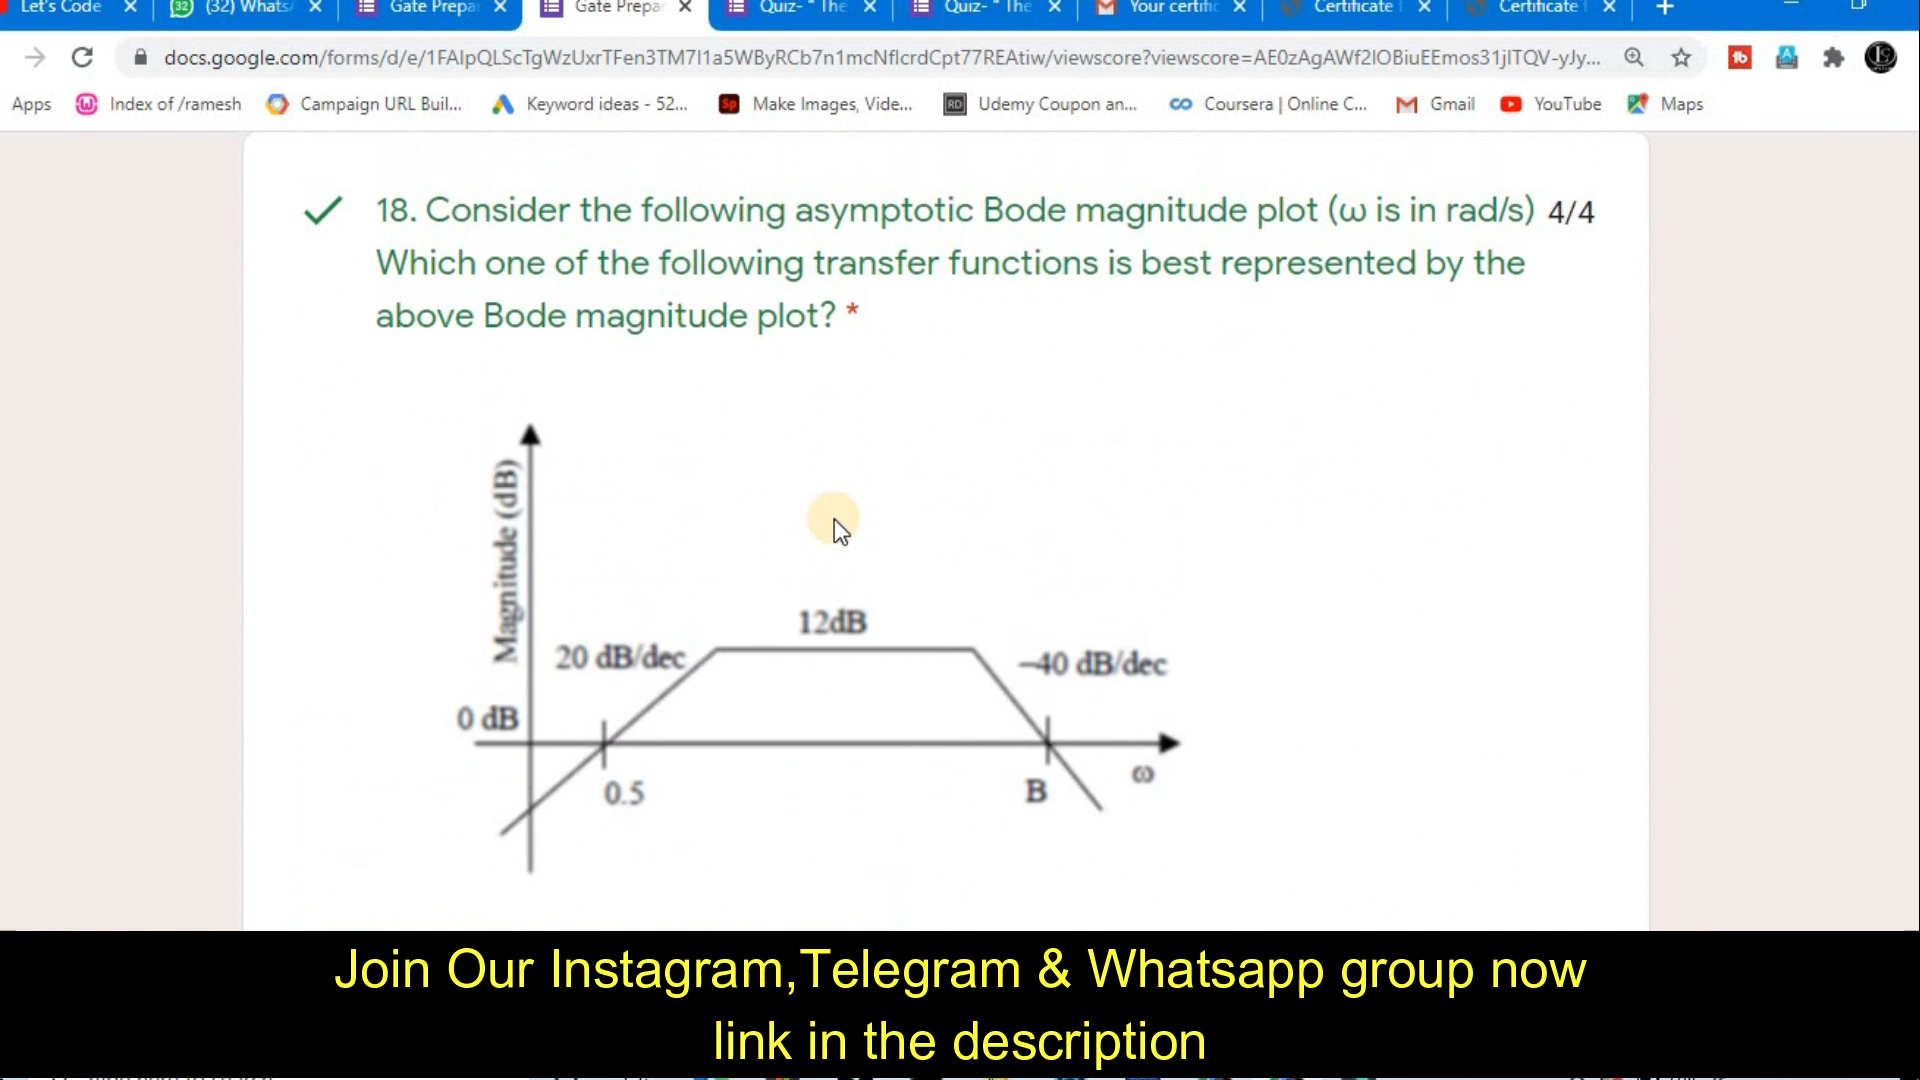 Let's Code
(32) Whats
Gate Prepa
Gate Prepa
Quiz- " The
Quiz- " The
Your certific
Certificate
Certificate
docs.google.com/forms/d/e/1FAIpQLScTgWzUxrTFen3TM7l1a5WByRCb7n1mcNfIcrdCpt77REAtiw/viewscore?viewscore=AE0zAgAWf2IOBiuEEmos31jITQV-yJy...
Apps
Index of /ramesh
Campaign URL Buil...
Keyword ideas - 52...
Make Images, Vide...
Udemy Coupon an...
Coursera | Online C...
Gmail
YouTube
Maps
18. Consider the following asymptotic Bode magnitude plot (ω is in rad/s) 4/4
Which one of the following transfer functions is best represented by the
above Bode magnitude plot? *
Magnitude (dB)
12dB
20 dB/dec
–40 dB/dec
0 dB
0.5
B
ω
Join Our Instagram,Telegram & Whatsapp group now
link in the description